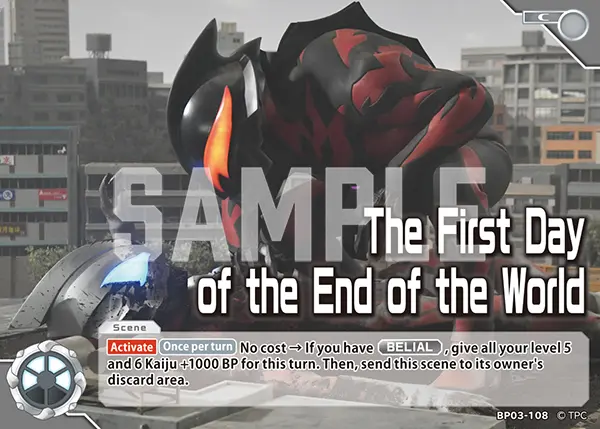 C
SAMPLE
The First Day
of the End of the World
Scene
Activate Once per turn No cost → If you have BELIAL , give all your level 5
and 6 Kaiju +1000 BP for this turn. Then, send this scene to its owner's
discard area.
BP03-108 © TPC